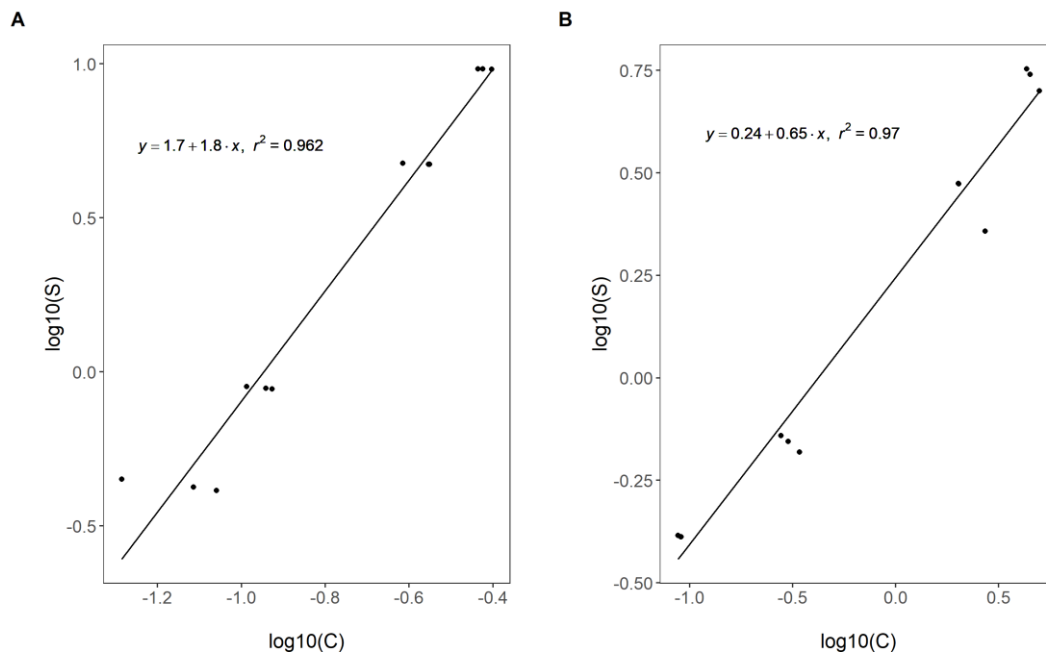 A
1.0
0.5
0.0
-0.5
log10(S)
y = 1.7 + 1.8 · x, r² = 0.962
-1.2 -1.0 -0.8 -0.6 -0.4
log10(C)
B
0.75
0.50
0.25
0.00
-0.25
-0.50
log10(S)
y = 0.24 + 0.65 · x, r² = 0.97
-1.0 -0.5 0.0 0.5
log10(C)